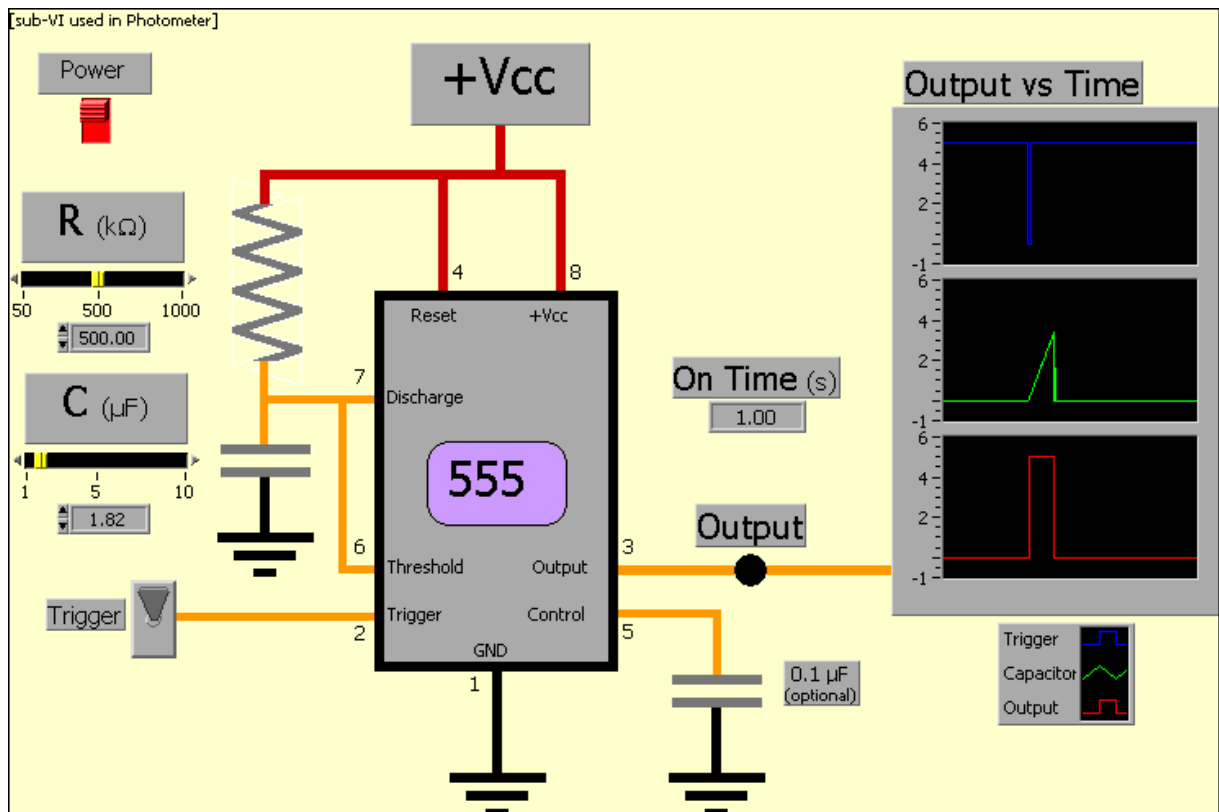 [sub-VI used in Photometer]
Power
+Vcc
Output vs Time
R (kΩ)
50 500 1000
500.00
C (µF)
1 5 10
1.82
Trigger
4
8
Reset
+Vcc
7
Discharge
555
6
Threshold
Output
3
Trigger
Control
2
5
GND
1
On Time (s)
1.00
Output
0.1 µF
(optional)
6
4
2
-1
6
4
2
-1
6
4
2
-1
Trigger
Capacitor
Output